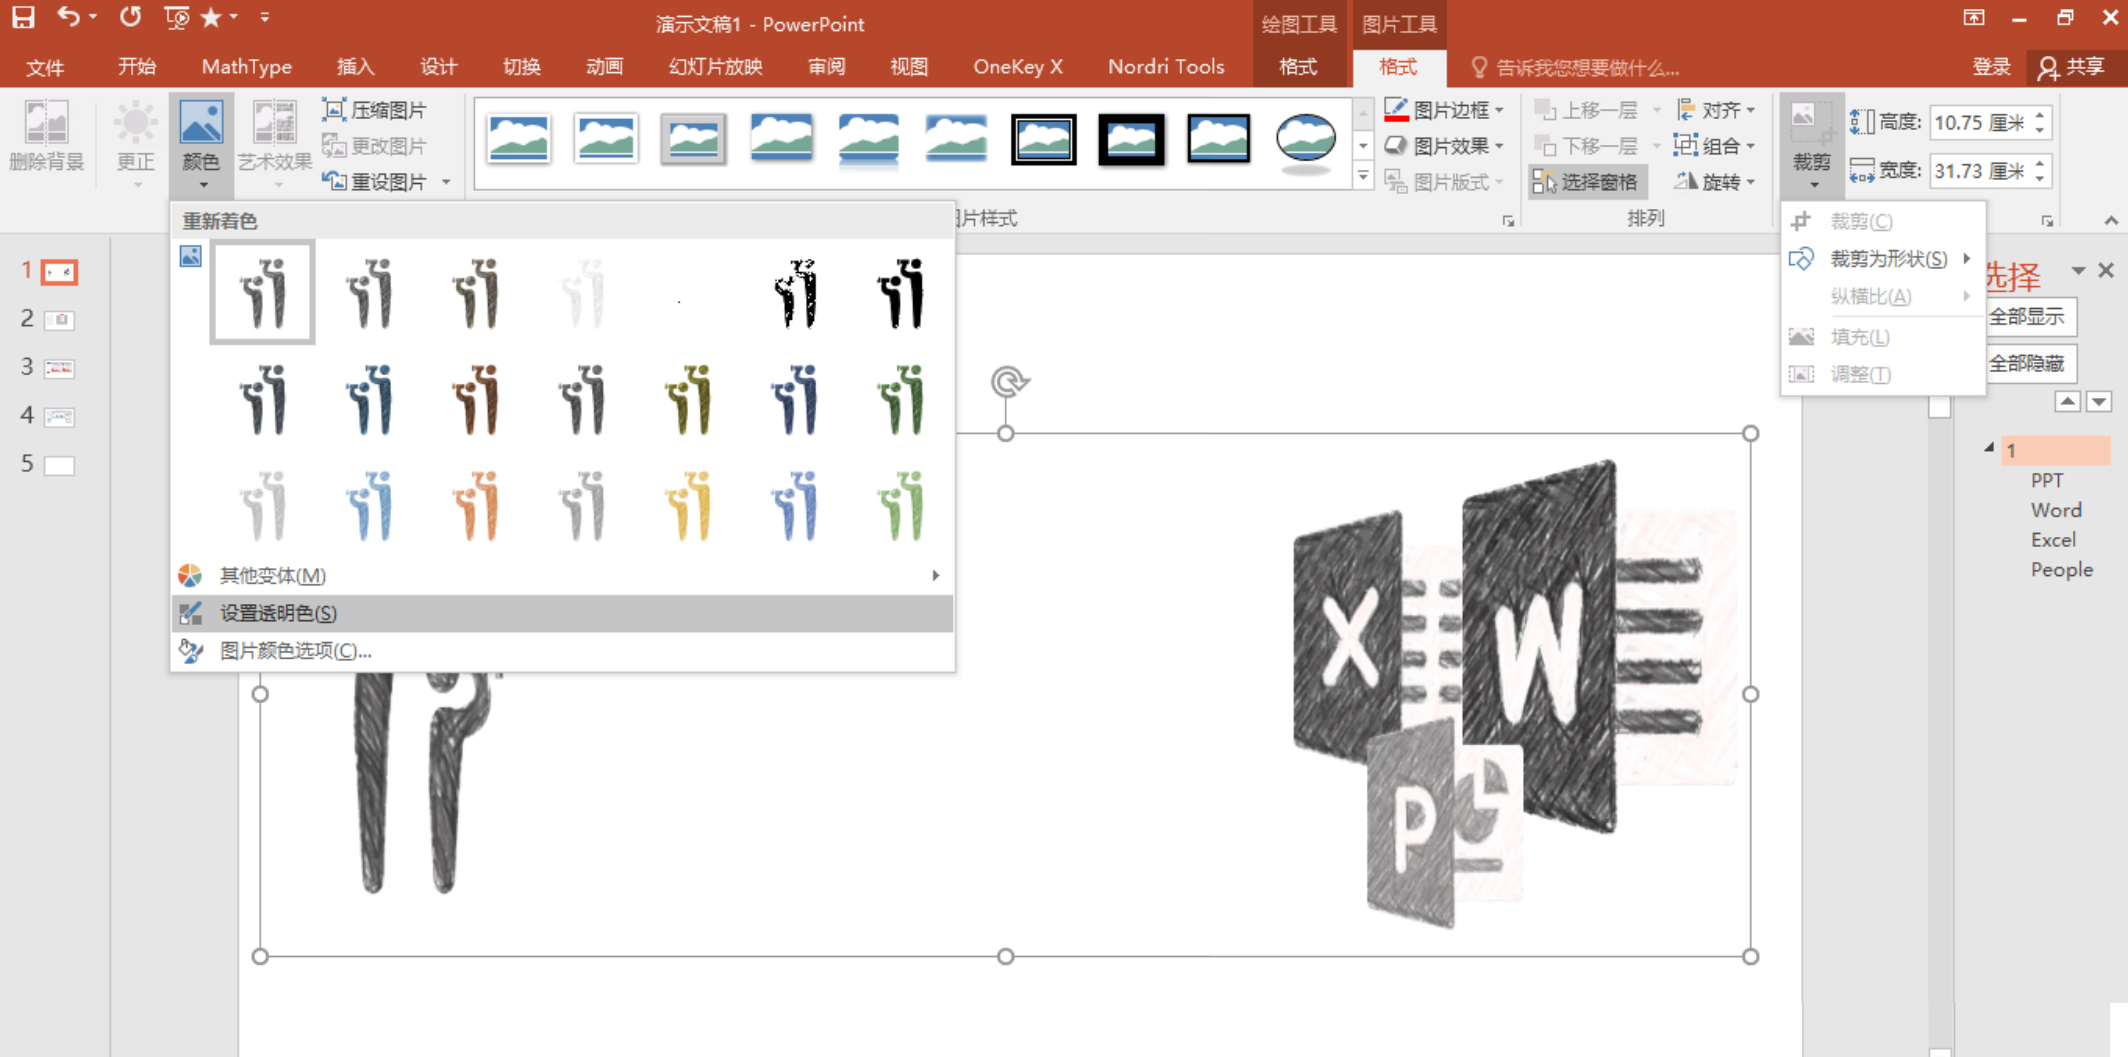 演示文稿1 - PowerPoint
绘图工具
图片工具
文件
开始
MathType
插入
设计
切换
动画
幻灯片放映
审阅
视图
OneKey X
Nordri Tools
格式
格式
告诉我您想要做什么...
登录
共享
删除背景
更正
颜色
艺术效果
压缩图片
更改图片
重设图片
图片边框
图片效果
图片版式
上移一层
下移一层
选择窗格
对齐
组合
旋转
裁剪
高度: 10.75 厘米
宽度: 31.73 厘米
片样式
排列
重新着色
其他变体(M)
设置透明色(S)
图片颜色选项(C)...
裁剪(C)
裁剪为形状(S)
纵横比(A)
填充(L)
调整(T)
选择
全部显示
全部隐藏
1
PPT
Word
Excel
People
1
2
3
4
5
X
W
P